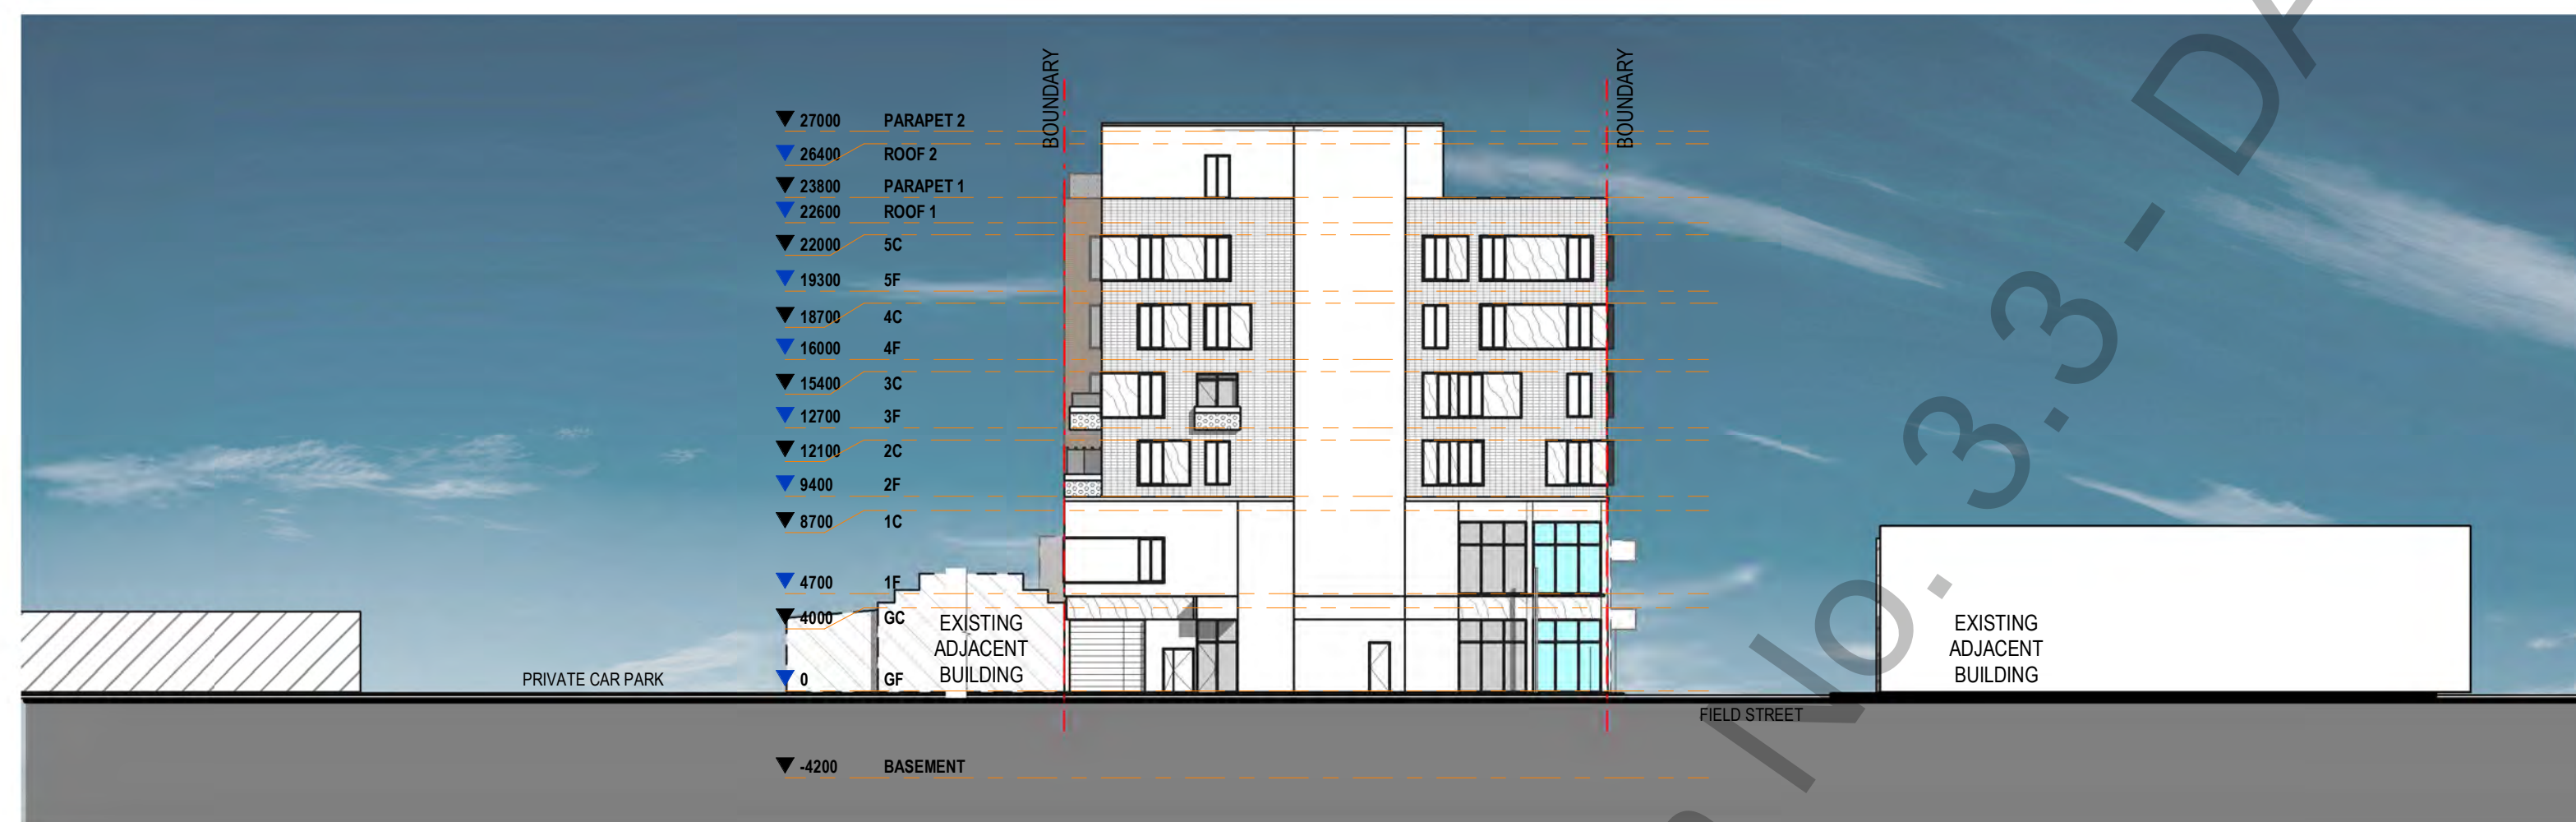 BOUNDARY
BOUNDARY
27000 PARAPET 2
26400 ROOF 2
23800 PARAPET 1
22600 ROOF 1
22000 5C
19300 5F
18700 4C
16000 4F
15400 3C
12700 3F
12100 2C
9400 2F
8700 1C
4700 1F
4000 GC
0 GF
-4200 BASEMENT
EXISTING
ADJACENT
BUILDING
PRIVATE CAR PARK
EXISTING
ADJACENT
BUILDING
FIELD STREET
No. 3.3 - DA